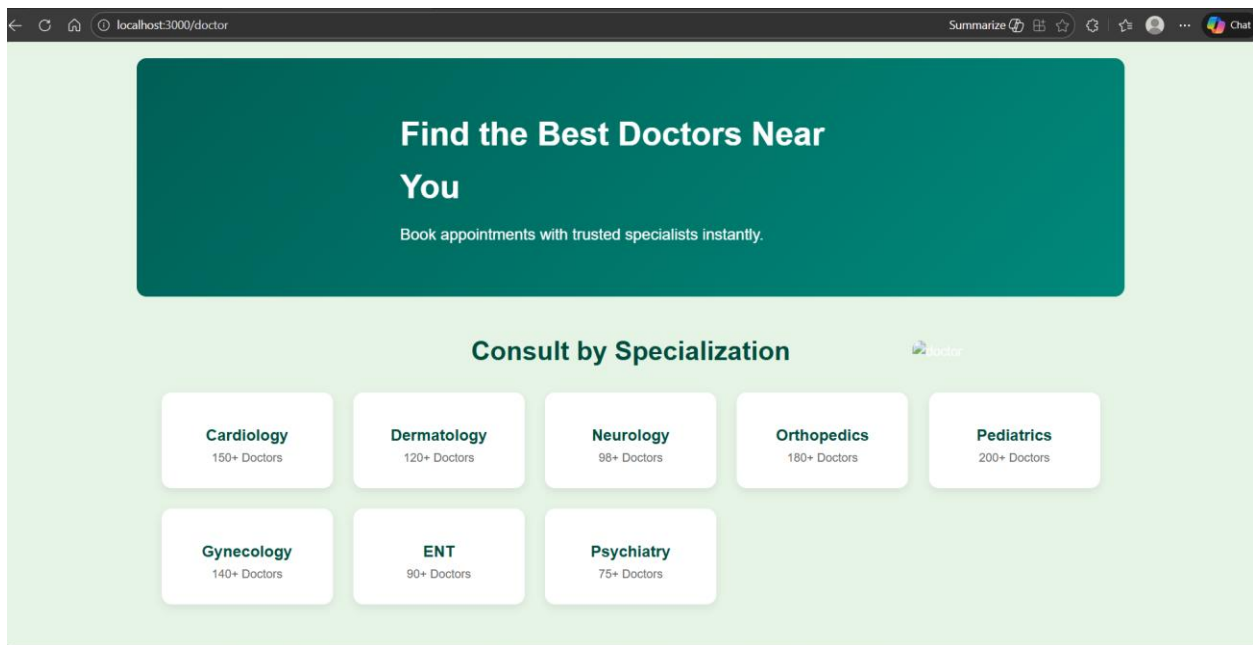 localhost:3000/doctor
Summarize
Chat
Find the Best Doctors Near
You
Book appointments with trusted specialists instantly.
Consult by Specialization
doctor
Cardiology
150+ Doctors
Dermatology
120+ Doctors
Neurology
98+ Doctors
Orthopedics
180+ Doctors
Pediatrics
200+ Doctors
Gynecology
140+ Doctors
ENT
90+ Doctors
Psychiatry
75+ Doctors